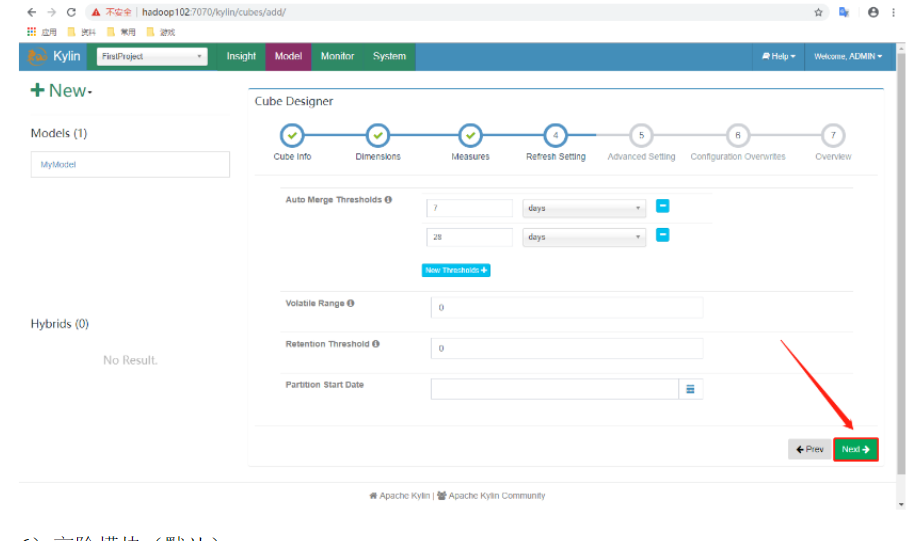 不安全 | hadoop102:7070/kylin/cubes/add/
应用 资料 常用 游戏
Kylin FirstProject Insight Model Monitor System Help Welcome, ADMIN
+ New
Cube Designer
Models (1)
4 5 6 7
Cube Info Dimensions Measures Refresh Setting Advanced Setting Configuration Overwrites Overview
MyModel
Auto Merge Thresholds
7 days
28 days
New Thresholds +
Volatile Range 0
Hybrids (0)
Retention Threshold 0
No Result.
Partition Start Date
Prev Next
Apache Kylin | Apache Kylin Community